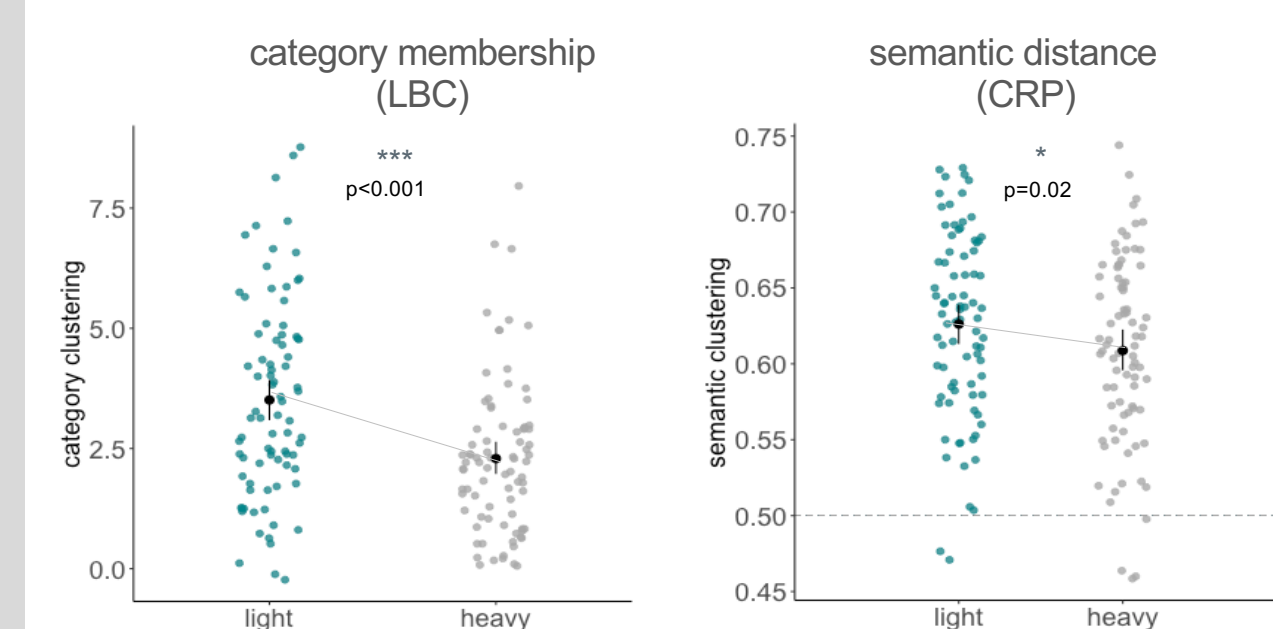 category membership
(LBC)
***
p<0.001
category clustering
7.5
5.0
2.5
0.0
light
heavy
semantic distance
(CRP)
*
p=0.02
semantic clustering
0.75
0.70
0.65
0.60
0.55
0.50
0.45
light
heavy